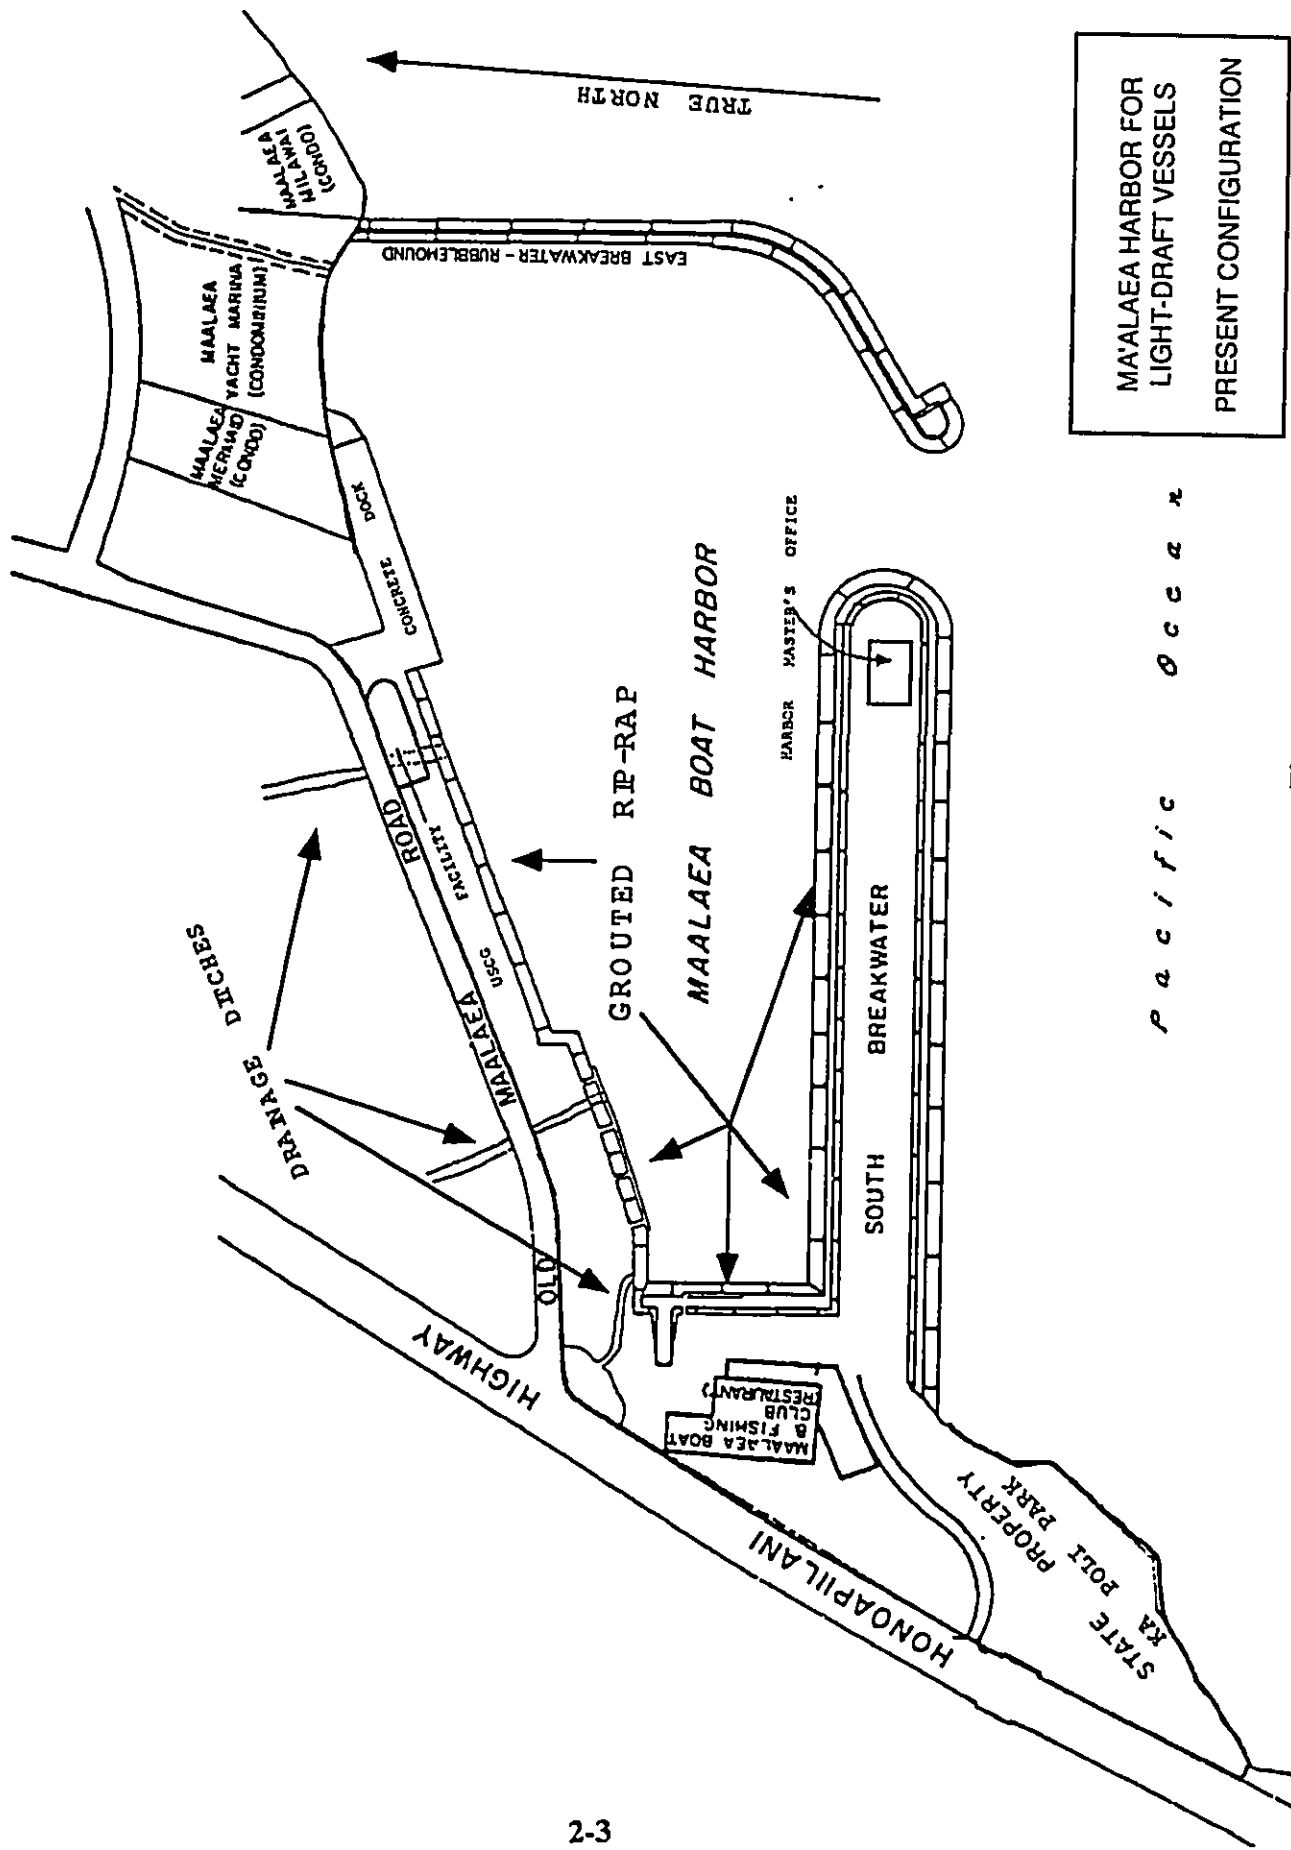 TRUE NORTH
MAALAEA
HILAWAI
(CONDO)
MAALAEA
YACHT MARINA
(CONDOMINIUM)
MAALAEA
MERMAID
(CONDO)
EAST BREAKWATER - RUBBLEMOUND
CONCRETE DOCK
DRANAGE DITCHES
OLD MAALAEA ROAD
USCG FACILITY
GROUTED RIP-RAP
MAALAEA BOAT HARBOR
HARBOR MASTER'S OFFICE
SOUTH BREAKWATER
HONOAPIILANI HIGHWAY
MAALAEA BOAT
& FISHING
CLUB
(RESTAURANT)
STATE PROPERTY
KA POLI PARK
Pacific Ocean
MA'ALAEA HARBOR FOR
LIGHT-DRAFT VESSELS
PRESENT CONFIGURATION
2-3